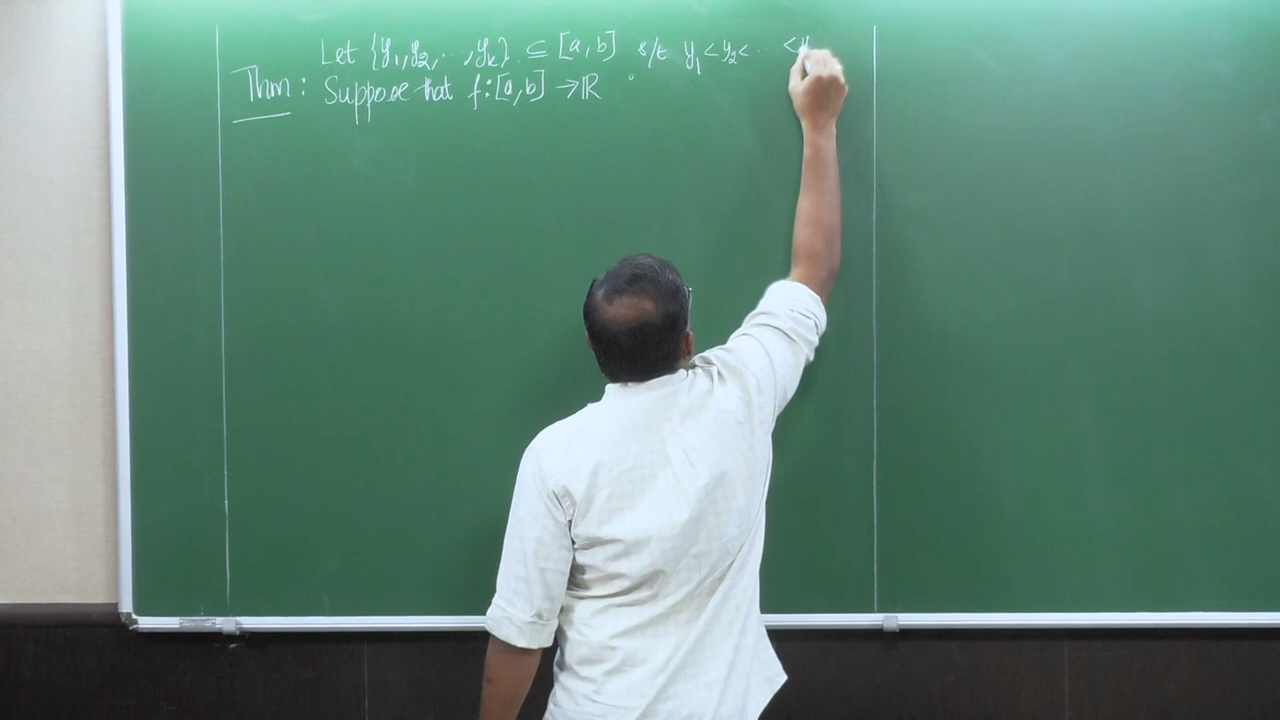 Let {y₁,y₂,..,yₖ} ⊆ [a,b] s/t y₁<y₂<.. <y
Thm: Suppose that f:[a,b] →ℝ